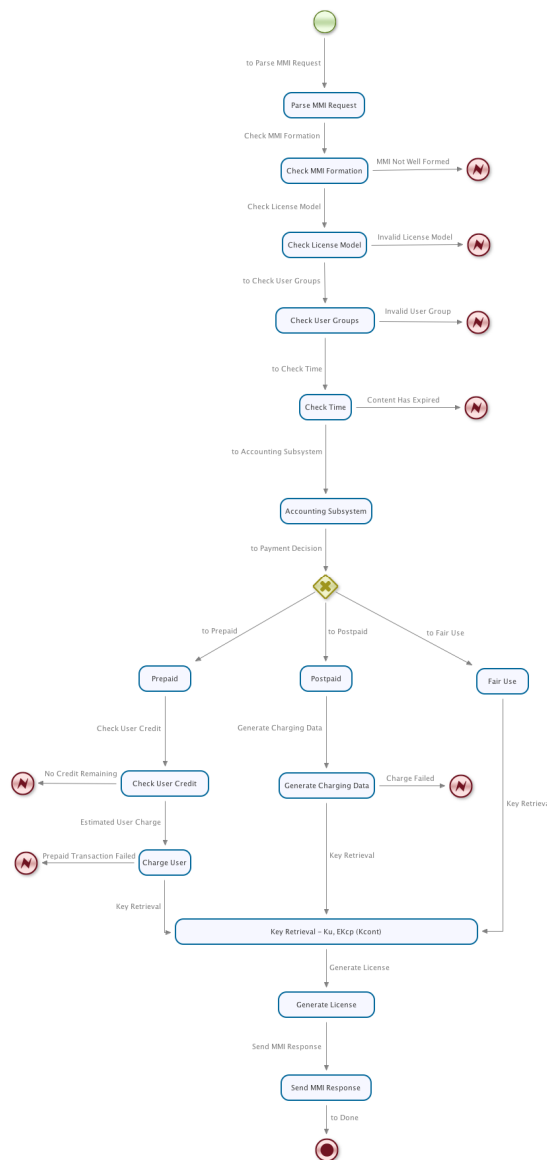 to Parse MMI Request
Parse MMI Request
Check MMI Formation
Check MMI Formation
MMI Not Well Formed
Check License Model
Check License Model
Invalid License Model
to Check User Groups
Check User Groups
Invalid User Group
to Check Time
Check Time
Content Has Expired
to Accounting Subsystem
Accounting Subsystem
to Payment Decision
to Prepaid
to Postpaid
to Fair Use
Prepaid
Postpaid
Fair Use
Check User Credit
Generate Charging Data
No Credit Remaining
Check User Credit
Generate Charging Data
Charge Failed
Key Retrieval
Estimated User Charge
Prepaid Transaction Failed
Charge User
Key Retrieval
Key Retrieval
Key Retrieval - Ku, EKcp (Kcont)
Generate License
Generate License
Send MMI Response
Send MMI Response
to Done